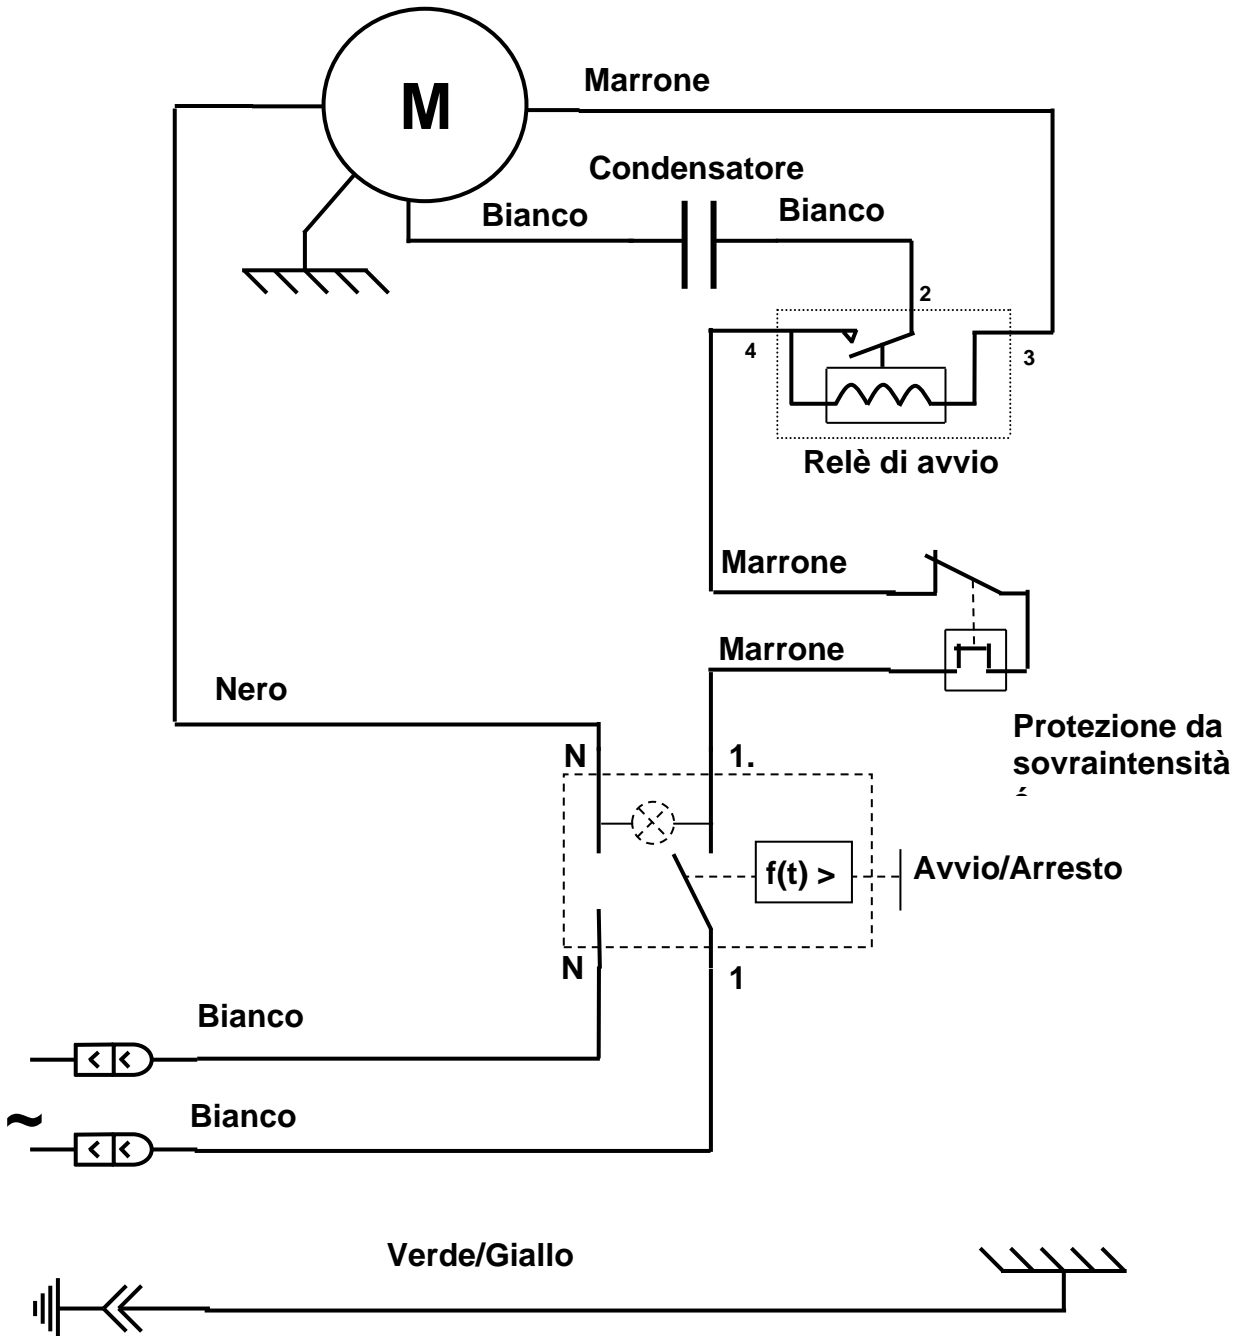 M
Marrone
Condensatore
Bianco
Bianco
2
4
3
Relè di avvio
Marrone
Marrone
Nero
Protezione da
sovraintensità
N
1.
f(t) >
Avvio/Arresto
N
1
Bianco
~
Bianco
Verde/Giallo